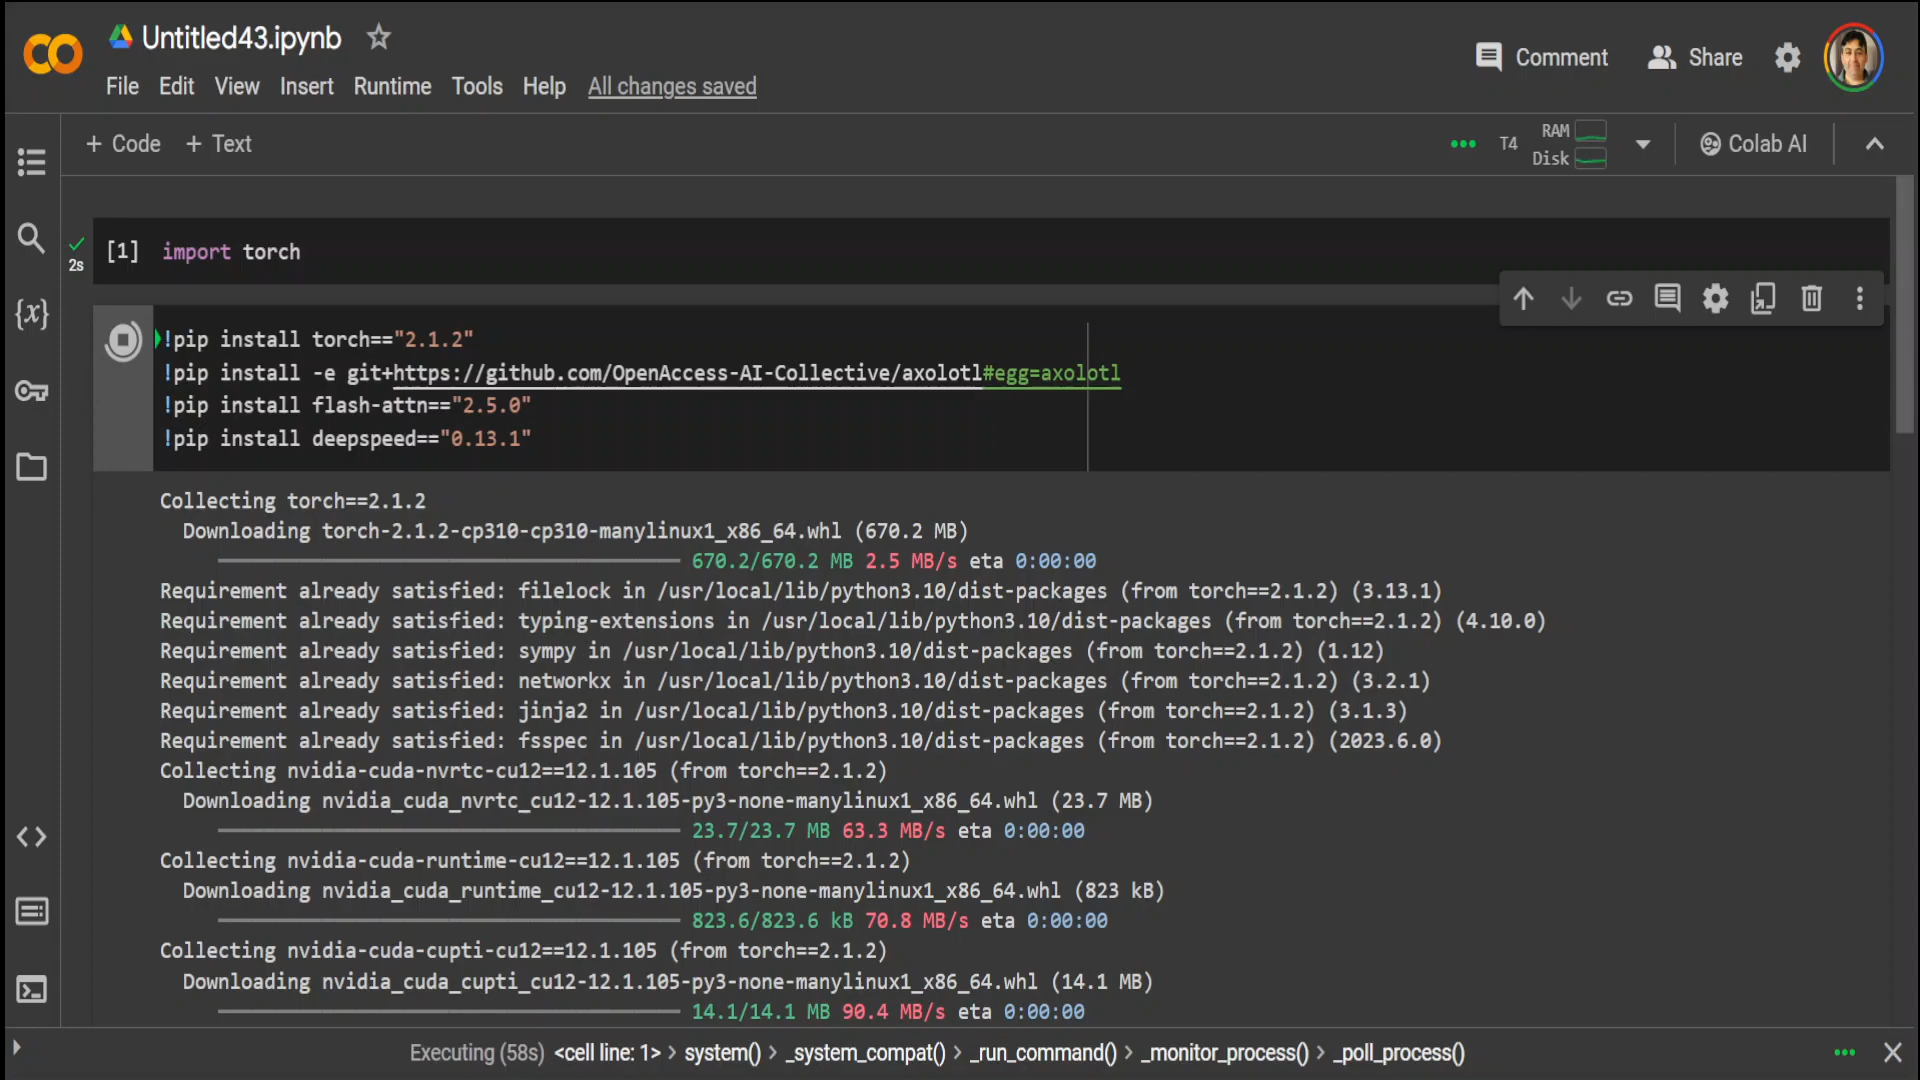 Untitled43.ipynb
File Edit View Insert Runtime Tools Help All changes saved
Comment Share
+ Code + Text
T4 RAM Disk Colab AI
[1] import torch
2s
!pip install torch=="2.1.2"
!pip install -e git+https://github.com/OpenAccess-AI-Collective/axolotl#egg=axolotl
!pip install flash-attn=="2.5.0"
!pip install deepspeed=="0.13.1"
Collecting torch==2.1.2
Downloading torch-2.1.2-cp310-cp310-manylinux1_x86_64.whl (670.2 MB)
670.2/670.2 MB 2.5 MB/s eta 0:00:00
Requirement already satisfied: filelock in /usr/local/lib/python3.10/dist-packages (from torch==2.1.2) (3.13.1)
Requirement already satisfied: typing-extensions in /usr/local/lib/python3.10/dist-packages (from torch==2.1.2) (4.10.0)
Requirement already satisfied: sympy in /usr/local/lib/python3.10/dist-packages (from torch==2.1.2) (1.12)
Requirement already satisfied: networkx in /usr/local/lib/python3.10/dist-packages (from torch==2.1.2) (3.2.1)
Requirement already satisfied: jinja2 in /usr/local/lib/python3.10/dist-packages (from torch==2.1.2) (3.1.3)
Requirement already satisfied: fsspec in /usr/local/lib/python3.10/dist-packages (from torch==2.1.2) (2023.6.0)
Collecting nvidia-cuda-nvrtc-cu12==12.1.105 (from torch==2.1.2)
Downloading nvidia_cuda_nvrtc_cu12-12.1.105-py3-none-manylinux1_x86_64.whl (23.7 MB)
23.7/23.7 MB 63.3 MB/s eta 0:00:00
Collecting nvidia-cuda-runtime-cu12==12.1.105 (from torch==2.1.2)
Downloading nvidia_cuda_runtime_cu12-12.1.105-py3-none-manylinux1_x86_64.whl (823 kB)
823.6/823.6 kB 70.8 MB/s eta 0:00:00
Collecting nvidia-cuda-cupti-cu12==12.1.105 (from torch==2.1.2)
Downloading nvidia_cuda_cupti_cu12-12.1.105-py3-none-manylinux1_x86_64.whl (14.1 MB)
14.1/14.1 MB 90.4 MB/s eta 0:00:00
Executing (58s) <cell line: 1> > system() > _system_compat() > _run_command() > _monitor_process() > _poll_process()